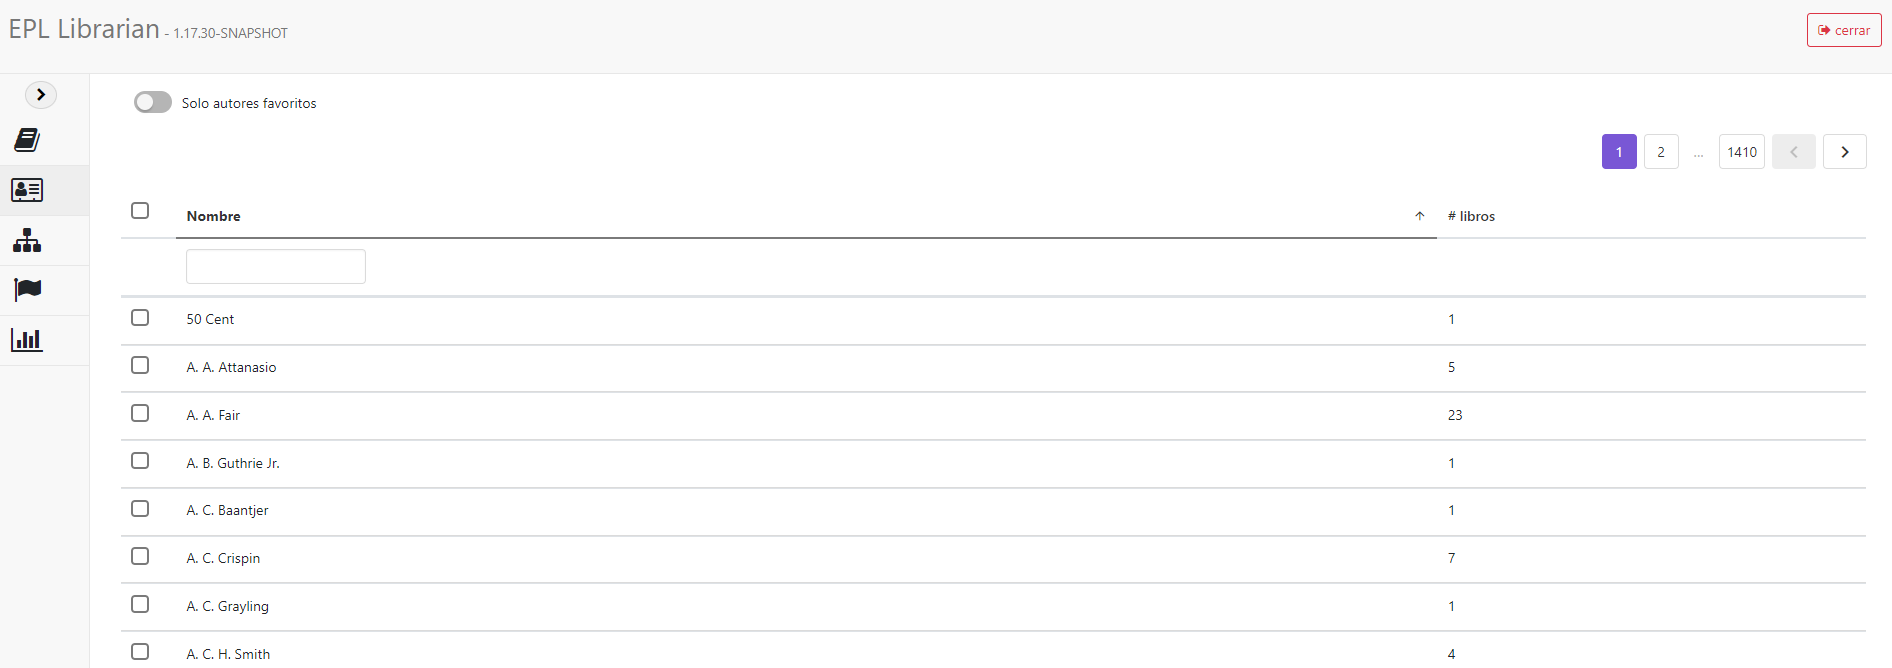 EPL Librarian - 1.17.30-SNAPSHOT
cerrar
Solo autores favoritos
1 2 ... 1410
Nombre # libros
50 Cent 1
A. A. Attanasio 5
A. A. Fair 23
A. B. Guthrie Jr. 1
A. C. Baantjer 1
A. C. Crispin 7
A. C. Grayling 1
A. C. H. Smith 4